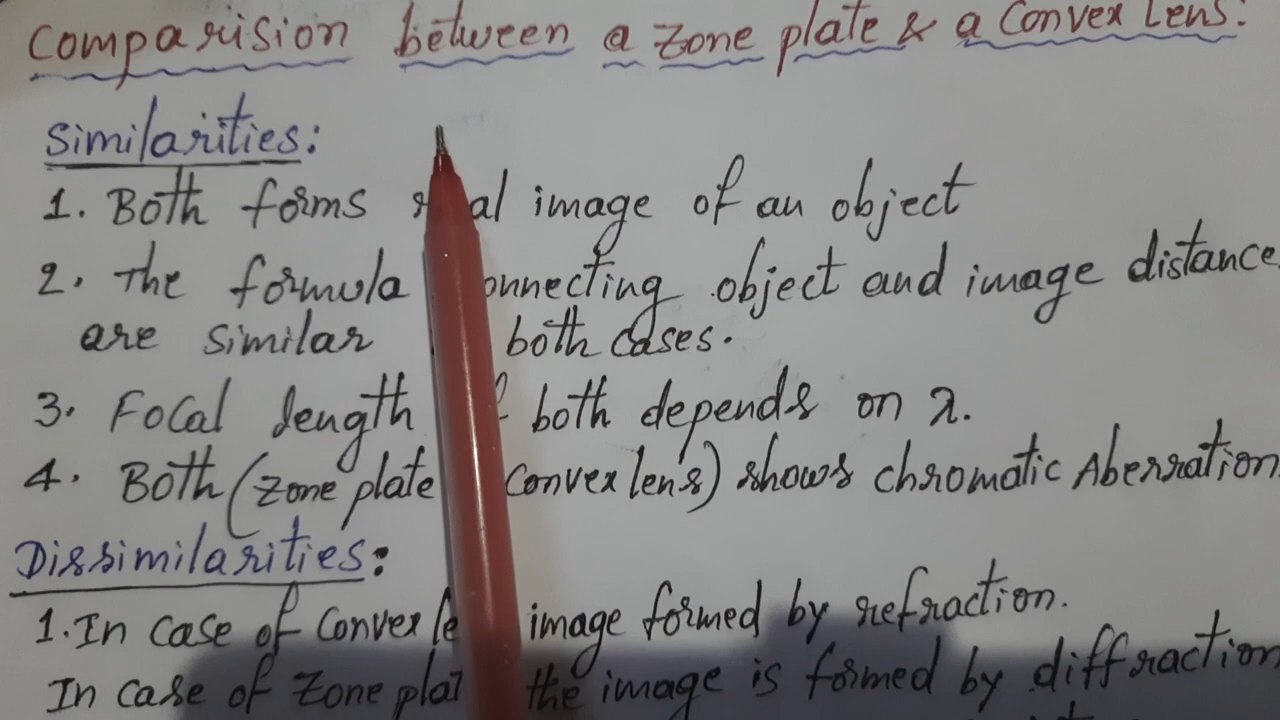 Comparision between a zone plate & a Convex Lens:
Similarities:
1. Both forms image of an object
2. The formula object and image distance
are similar both cases.
3. Focal length both depends on λ.
4. Both (zone plate convex lens) shows chromatic Aberration
Dissimilarities:
1. In case of Convex image formed by refraction.
In case of zone the image is formed by diffraction